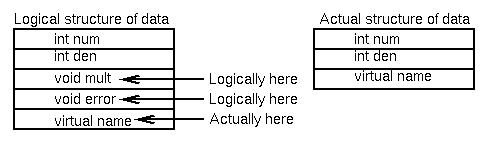 Logical structure of data
int num
int den
void mult
void error
virtual name
Logically here
Logically here
Actually here
Actual structure of data
int num
int den
virtual name